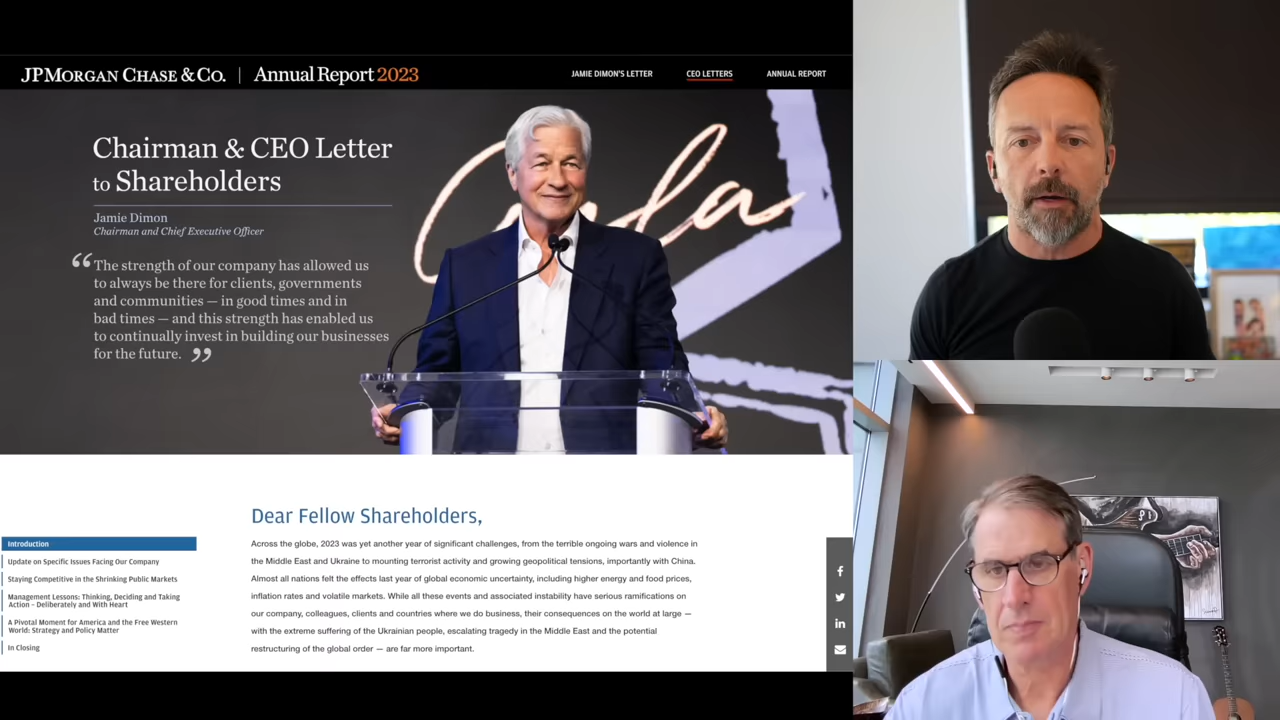 JPMORGAN CHASE & CO. | Annual Report 2023
JAMIE DIMON'S LETTER
CEO LETTERS
ANNUAL REPORT
Chairman & CEO Letter
to Shareholders
Jamie Dimon
Chairman and Chief Executive Officer
“The strength of our company has allowed us
to always be there for clients, governments
and communities — in good times and in
bad times — and this strength has enabled us
to continually invest in building our businesses
for the future.”
Introduction
Update on Specific Issues Facing Our Company
Staying Competitive in the Shrinking Public Markets
Management Lessons: Thinking, Deciding and Taking
Action – Deliberately and With Heart
A Pivotal Moment for America and the Free Western
World: Strategy and Policy Matter
In Closing
Dear Fellow Shareholders,
Across the globe, 2023 was yet another year of significant challenges, from the terrible ongoing wars and violence in
the Middle East and Ukraine to mounting terrorist activity and growing geopolitical tensions, importantly with China.
Almost all nations felt the effects last year of global economic uncertainty, including higher energy and food prices,
inflation rates and volatile markets. While all these events and associated instability have serious ramifications on
our company, colleagues, clients and countries where we do business, their consequences on the world at large —
with the extreme suffering of the Ukrainian people, escalating tragedy in the Middle East and the potential
restructuring of the global order — are far more important.